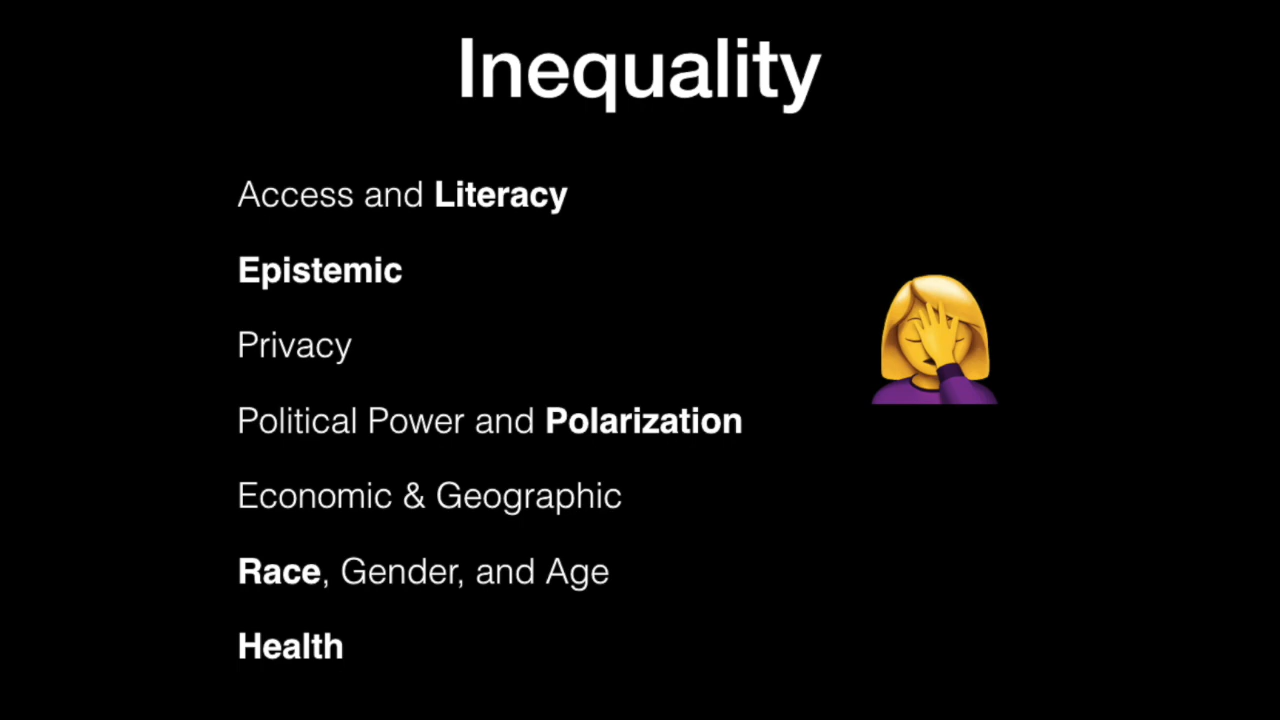 Inequality
Access and Literacy
Epistemic
Privacy
Political Power and Polarization
Economic & Geographic
Race, Gender, and Age
Health